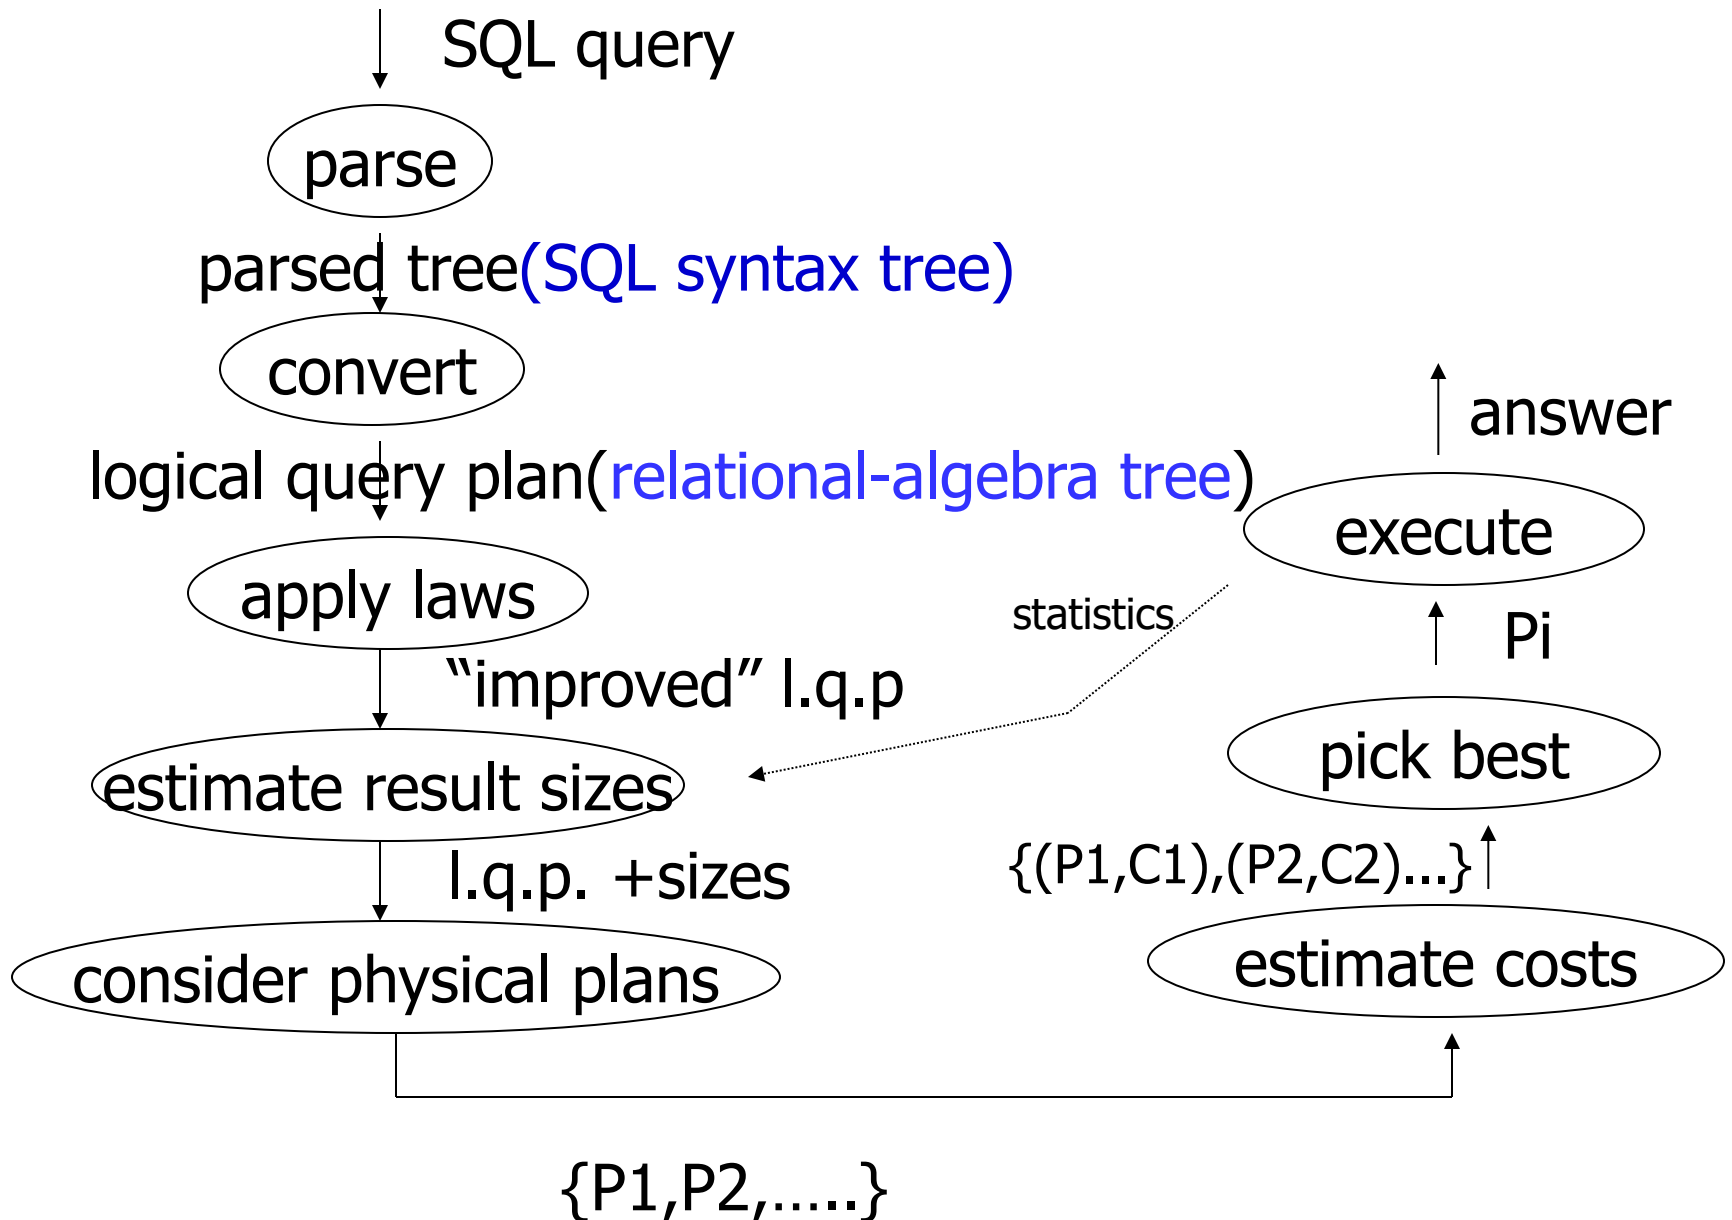 SQL query
parse
parsed tree(SQL syntax tree)
convert
logical query plan(relational-algebra tree)
apply laws
“improved” l.q.p
estimate result sizes
l.q.p. +sizes
consider physical plans
{P1,P2,…..}
estimate costs
{(P1,C1),(P2,C2)...}
pick best
Pi
execute
statistics
answer